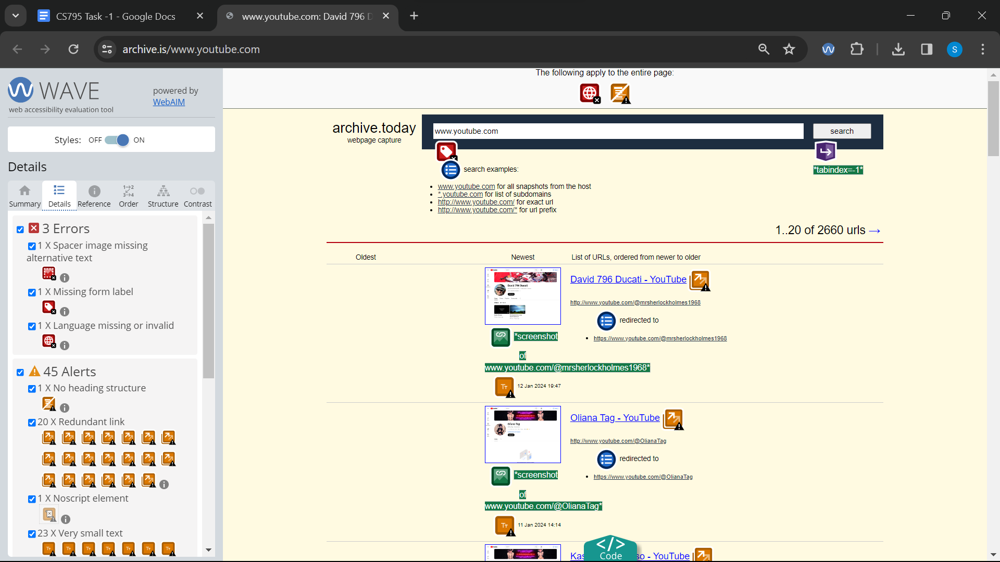 CS795 Task -1 - Google Docs
www.youtube.com: David 796 D
archive.is/www.youtube.com
S
WAVE
web accessibility evaluation tool
powered by
WebAIM
Styles: OFF ON
Details
Summary Details Reference Order Structure Contrast
3 Errors
1 X Spacer image missing
alternative text
1 X Missing form label
1 X Language missing or invalid
45 Alerts
1 X No heading structure
20 X Redundant link
1 X Noscript element
23 X Very small text
The following apply to the entire page:
archive.today
webpage capture
www.youtube.com
search
*tabindex=-1*
search examples:
www.youtube.com for all snapshots from the host
*.youtube.com for list of subdomains
http://www.youtube.com/ for exact url
http://www.youtube.com/* for url prefix
1..20 of 2660 urls →
Oldest Newest List of URLs, ordered from newer to older
David 796 Ducati - YouTube
http://www.youtube.com/@mrsherlockholmes1968
redirected to
https://www.youtube.com/@mrsherlockholmes1968
*screenshot
of
www.youtube.com/@mrsherlockholmes1968*
12 Jan 2024 19:47
Oliana Tag - YouTube
http://www.youtube.com/@OlianaTag
redirected to
https://www.youtube.com/@OlianaTag
*screenshot
of
www.youtube.com/@OlianaTag*
11 Jan 2024 14:14
so - YouTube
</>
Code